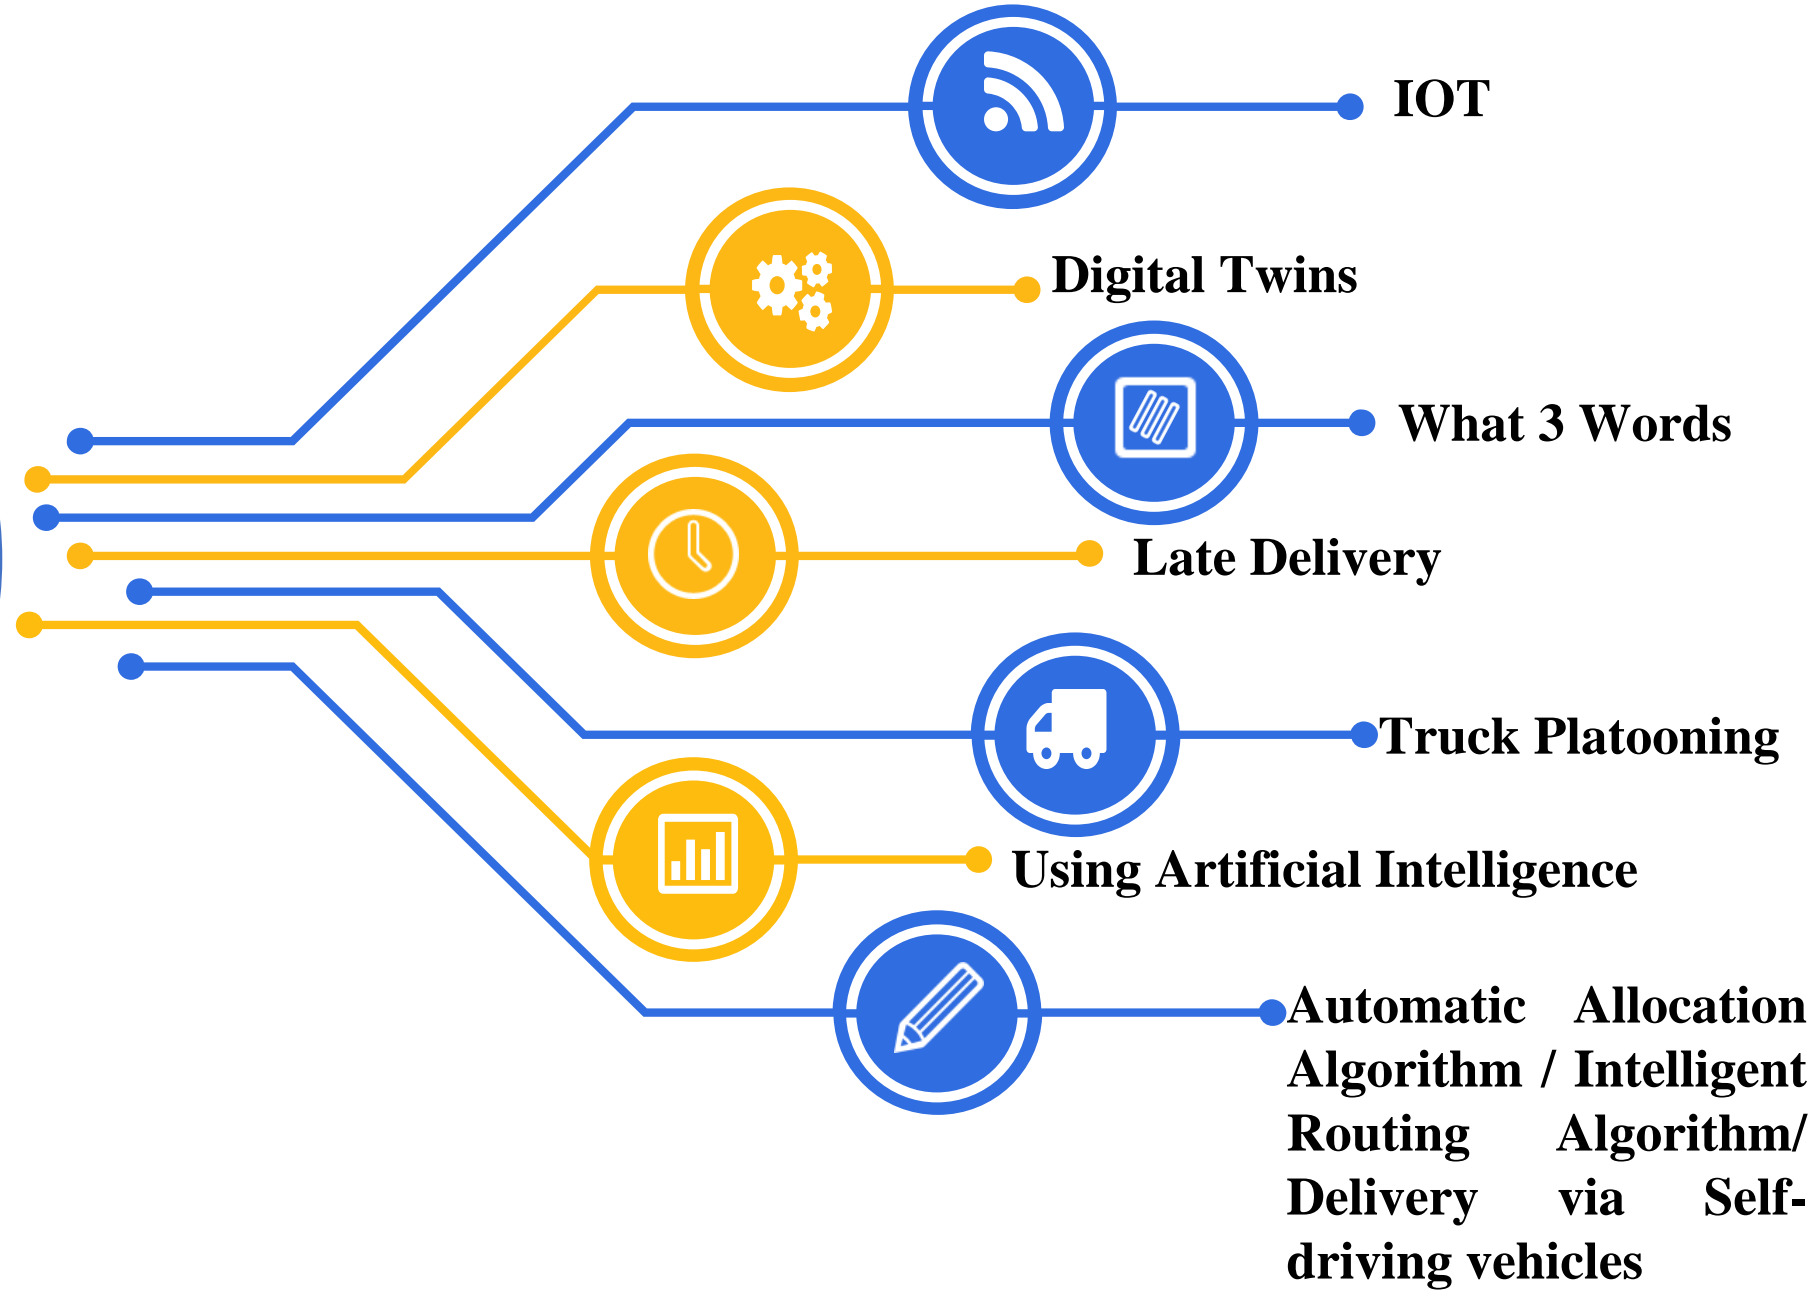 IOT
Digital Twins
What 3 Words
Late Delivery
Truck Platooning
Using Artificial Intelligence
Automatic Allocation
Algorithm / Intelligent
Routing Algorithm/
Delivery via Self-
driving vehicles